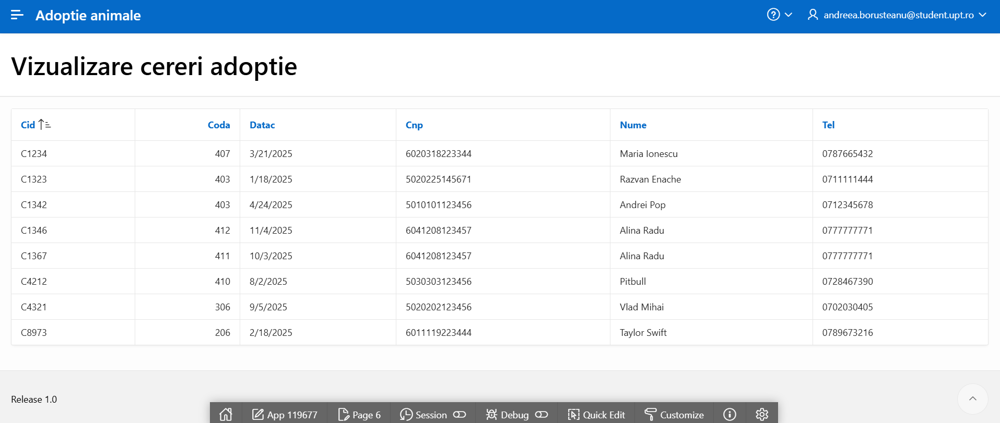 Adoptie animale
andreea.borusteanu@student.upt.ro
Vizualizare cereri adoptie
Cid Coda Datac Cnp Nume Tel
C1234 407 3/21/2025 6020318223344 Maria Ionescu 0787665432
C1323 403 1/18/2025 5020225145671 Razvan Enache 0711111444
C1342 403 4/24/2025 5010101123456 Andrei Pop 0712345678
C1346 412 11/4/2025 6041208123457 Alina Radu 0777777771
C1367 411 10/3/2025 6041208123457 Alina Radu 0777777771
C4212 410 8/2/2025 5030303123456 Pitbull 0728467390
C4321 306 9/5/2025 5020202123456 Vlad Mihai 0702030405
C8973 206 2/18/2025 6011119223444 Taylor Swift 0789673216
Release 1.0
App 119677 Page 6 Session Debug Quick Edit Customize